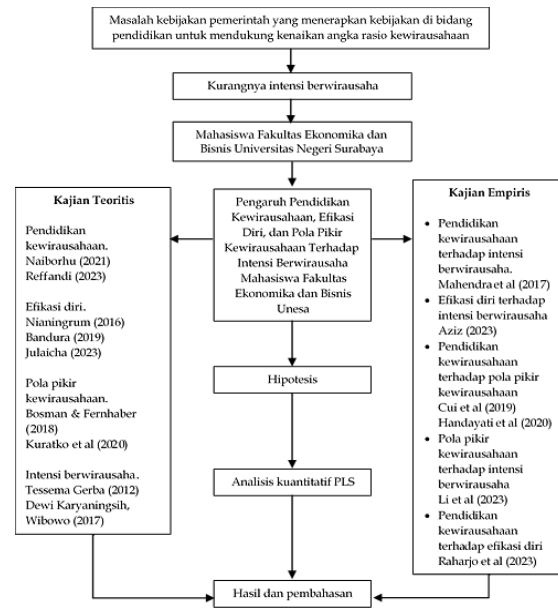 Masalah kebijakan pemerintah yang menerapkan kebijakan di bidang
pendidikan untuk mendukung kenaikan angka rasio kewirausahaan
Kurangnya intensi berwirausaha
Mahasiswa Fakultas Ekonomika dan
Bisnis Universitas Negeri Surabaya
Kajian Teoritis
Pendidikan
kewirausahaan.
Naiborhu (2021)
Reffandi (2023)
Efikasi diri.
Nianingrum (2016)
Bandura (2019)
Julaicha (2023)
Pola pikir
kewirausahaan.
Bosman & Fernhaber
(2018)
Kuratko et al (2020)
Intensi berwirausaha.
Tessema Gerba (2012)
Dewi Karyaningsih,
Wibowo (2017)
Pengaruh Pendidikan
Kewirausahaan, Efikasi
Diri, dan Pola Pikir
Kewirausahaan Terhadap
Intensi Berwirausaha
Mahasiswa Fakultas
Ekonomika dan Bisnis
Unesa
Hipotesis
Analisis kuantitatif PLS
Kajian Empiris
• Pendidikan
kewirausahaan
terhadap intensi
berwirausaha.
Mahendra et al (2017)
• Efikasi diri terhadap
intensi berwirausaha
Aziz (2023)
• Pendidikan
kewirausahaan
terhadap pola pikir
kewirausahaan
Cui et al (2019)
Handayati et al (2020)
• Pola pikir
kewirausahaan
terhadap intensi
berwirausaha
Li et al (2023)
• Pendidikan
kewirausahaan
terhadap efikasi diri
Raharjo et al (2023)
Hasil dan pembahasan